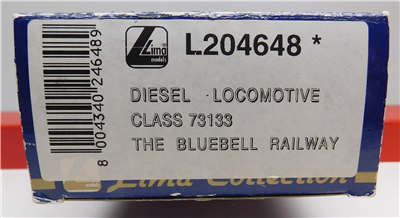 Lima
models
L204648 *
8 004340 246489
DIESEL LOCOMOTIVE
CLASS 73133
THE BLUEBELL RAILWAY
Lima Collection